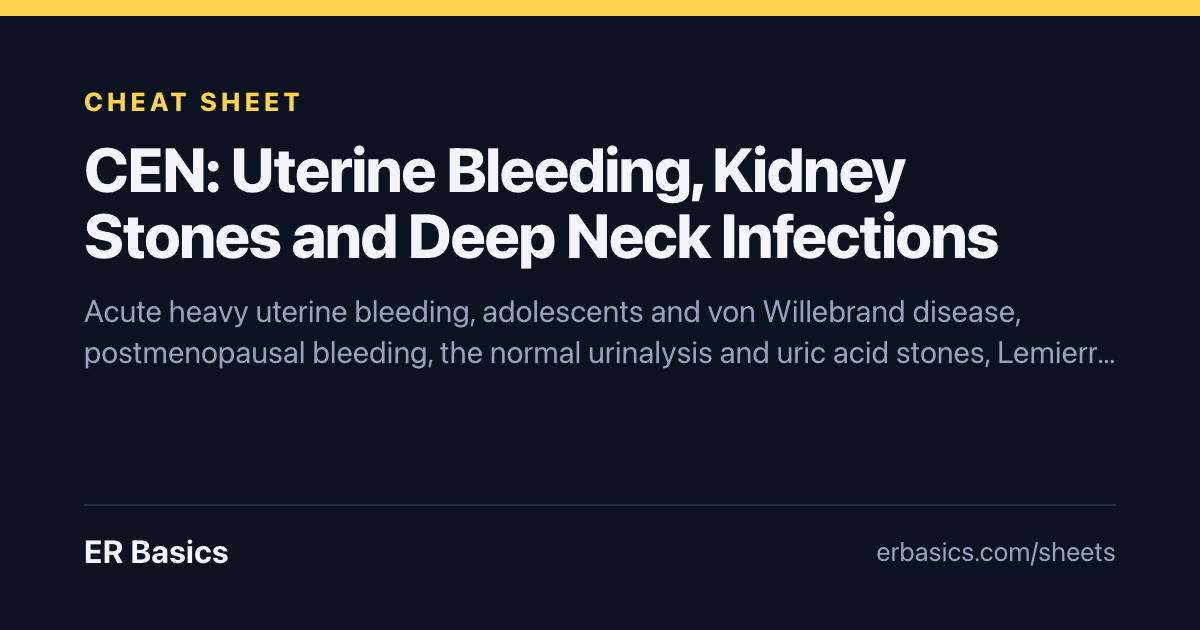 CHEAT SHEET
CEN: Uterine Bleeding, Kidney
Stones and Deep Neck Infections
Acute heavy uterine bleeding, adolescents and von Willebrand disease,
postmenopausal bleeding, the normal urinalysis and uric acid stones, Lemierr…
ER Basics
erbasics.com/sheets